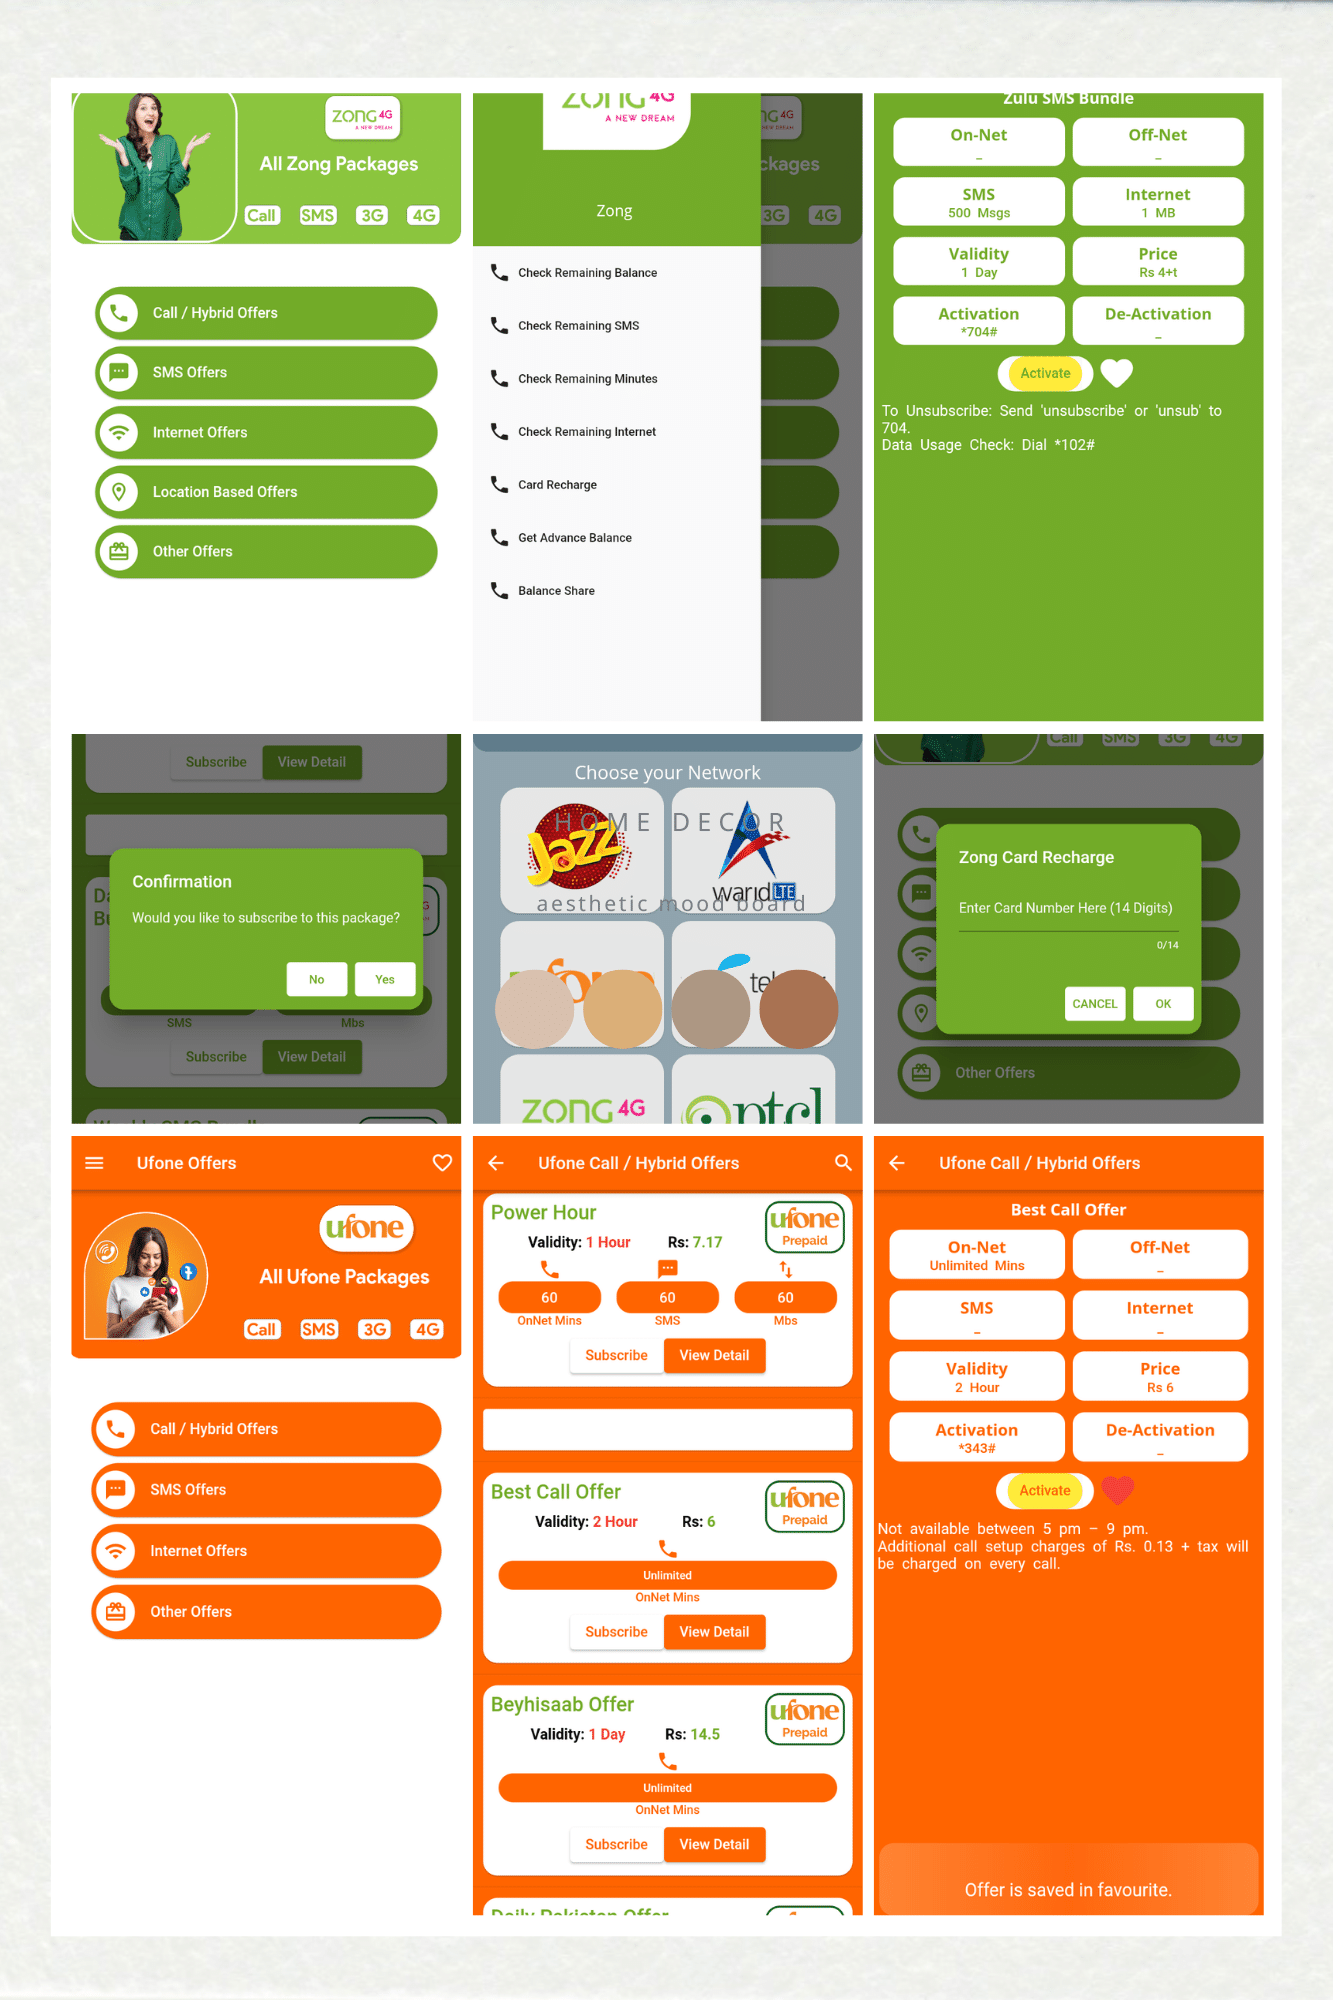 ZONG 4G
A NEW DREAM
All Zong Packages
Call SMS 3G 4G
Call / Hybrid Offers
SMS Offers
Internet Offers
Location Based Offers
Other Offers
ZONG 4G
A NEW DREAM
Zong
Check Remaining Balance
Check Remaining SMS
Check Remaining Minutes
Check Remaining Internet
Card Recharge
Get Advance Balance
Balance Share
NG 4G
ckages
3G 4G
Zulu SMS Bundle
On-Net
–
Off-Net
–
SMS
500 Msgs
Internet
1 MB
Validity
1 Day
Price
Rs 4+t
Activation
*704#
De-Activation
–
Activate
To Unsubscribe: Send 'unsubscribe' or 'unsub' to
704.
Data Usage Check: Dial *102#
Subscribe View Detail
Confirmation
Would you like to subscribe to this package?
No Yes
SMS Mbs
Subscribe View Detail
Weekly SMS Bundle
Choose your Network
HOME DECOR
Jazz
warid LTE
aesthetic mood board
ufone
ZONG 4G
ptcl
Call SMS 3G 4G
Zong Card Recharge
Enter Card Number Here (14 Digits)
0/14
CANCEL OK
Other Offers
Ufone Offers
ufone
All Ufone Packages
Call SMS 3G 4G
Call / Hybrid Offers
SMS Offers
Internet Offers
Other Offers
Ufone Call / Hybrid Offers
Power Hour
ufone
Prepaid
Validity: 1 Hour Rs: 7.17
60 60 60
OnNet Mins SMS Mbs
Subscribe View Detail
Best Call Offer
ufone
Prepaid
Validity: 2 Hour Rs: 6
Unlimited
OnNet Mins
Subscribe View Detail
Beyhisaab Offer
ufone
Prepaid
Validity: 1 Day Rs: 14.5
Unlimited
OnNet Mins
Subscribe View Detail
Daily Pakistan Offer
Ufone Call / Hybrid Offers
Best Call Offer
On-Net
Unlimited Mins
Off-Net
–
SMS
–
Internet
–
Validity
2 Hour
Price
Rs 6
Activation
*343#
De-Activation
–
Activate
Not available between 5 pm – 9 pm.
Additional call setup charges of Rs. 0.13 + tax will
be charged on every call.
Offer is saved in favourite.